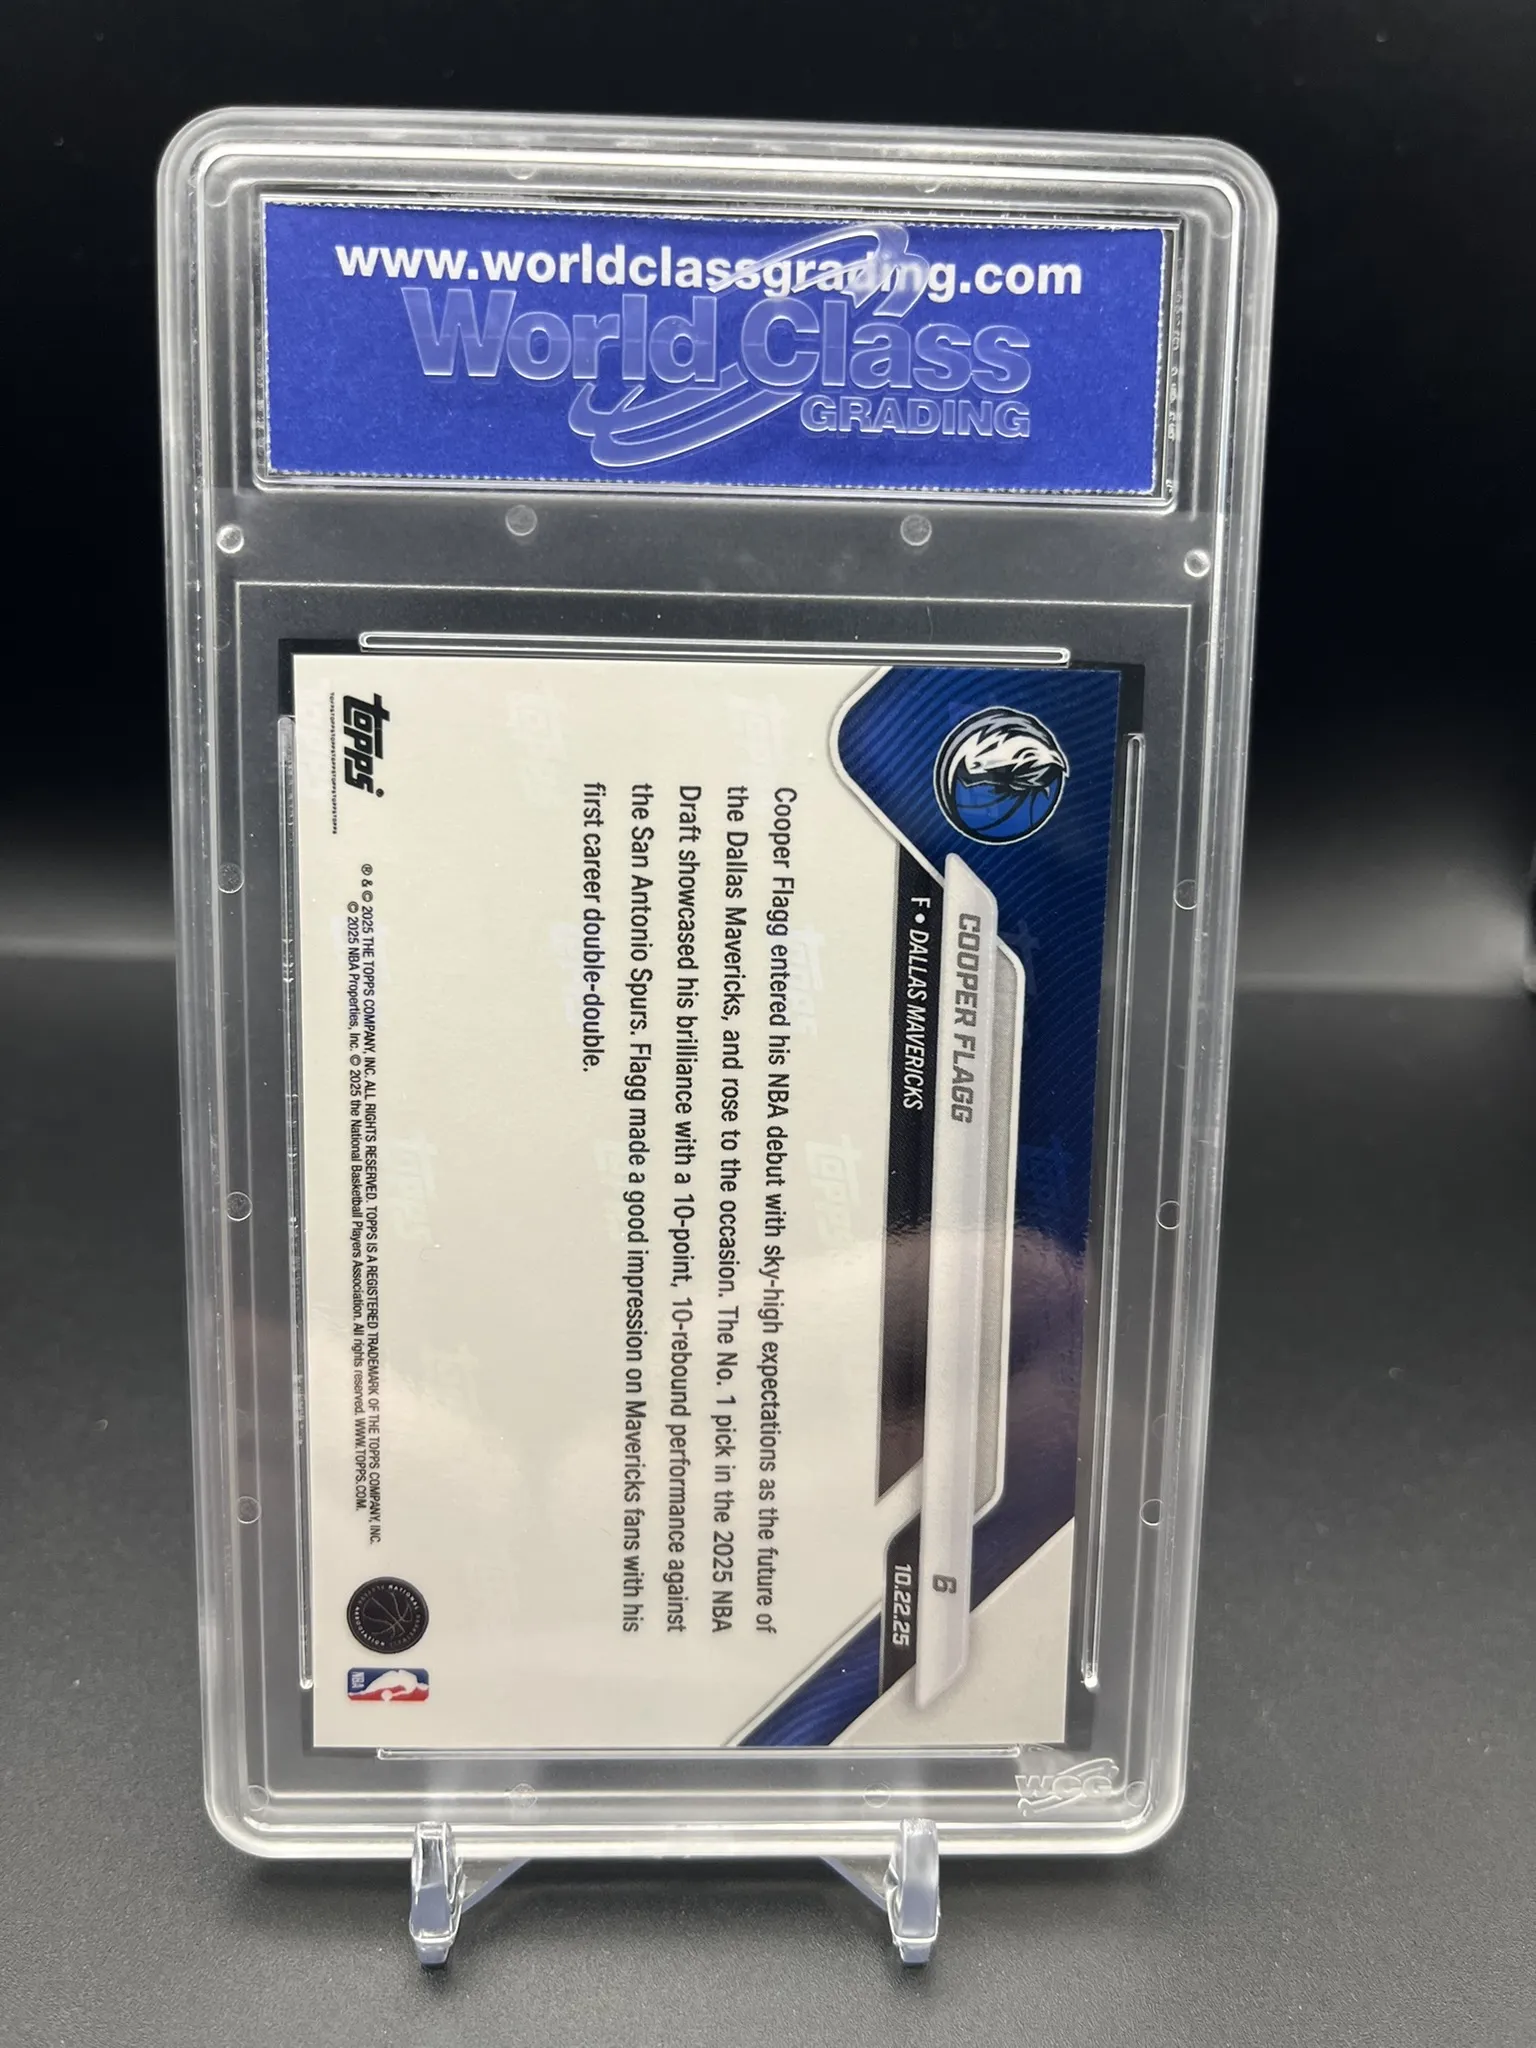 www.worldclassgrading.com
World Class
GRADING
COOPER FLAGG
6
F • DALLAS MAVERICKS
10.22.25
Cooper Flagg entered his NBA debut with sky-high expectations as the future of
the Dallas Mavericks, and rose to the occasion. The No. 1 pick in the 2025 NBA
Draft showcased his brilliance with a 10-point, 10-rebound performance against
the San Antonio Spurs. Flagg made a good impression on Mavericks fans with his
first career double-double.
topps®
® & © 2025 THE TOPPS COMPANY, INC. ALL RIGHTS RESERVED. TOPPS IS A REGISTERED TRADEMARK OF THE TOPPS COMPANY, INC.
© 2025 NBA Properties, Inc. © 2025 the National Basketball Players Association. All rights reserved. WWW.TOPPS.COM.
NBA
WCG